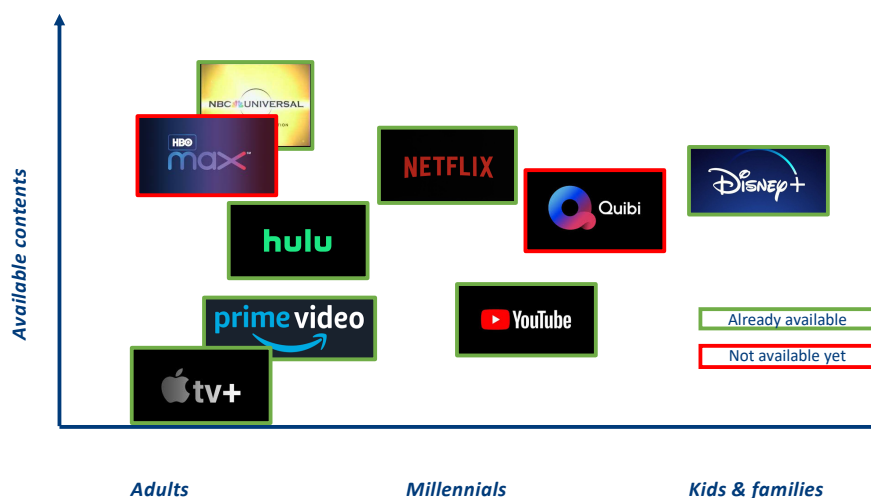 Available contents
NBC UNIVERSAL
HBO
max
NETFLIX
Disney+
Quibi
hulu
prime video
YouTube
Already available
Not available yet
tv+
Adults
Millennials
Kids & families